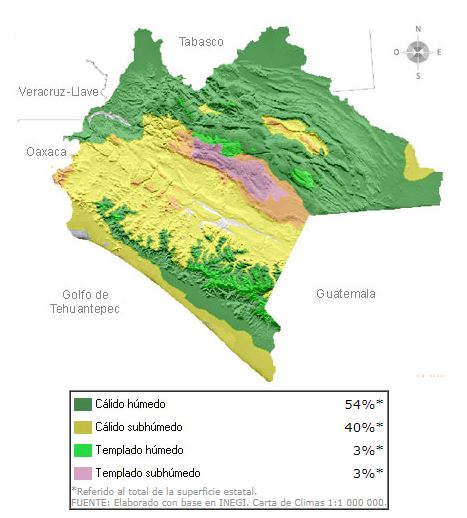 Tabasco
N
O
E
S
Veracruz-Llave
Oaxaca
Golfo de
Tehuantepec
Guatemala
Cálido húmedo 54%*
Cálido subhúmedo 40%*
Templado húmedo 3%*
Templado subhúmedo 3%*
*Referido al total de la superficie estatal.
FUENTE: Elaborado con base en INEGI. Carta de Climas 1:1 000 000.